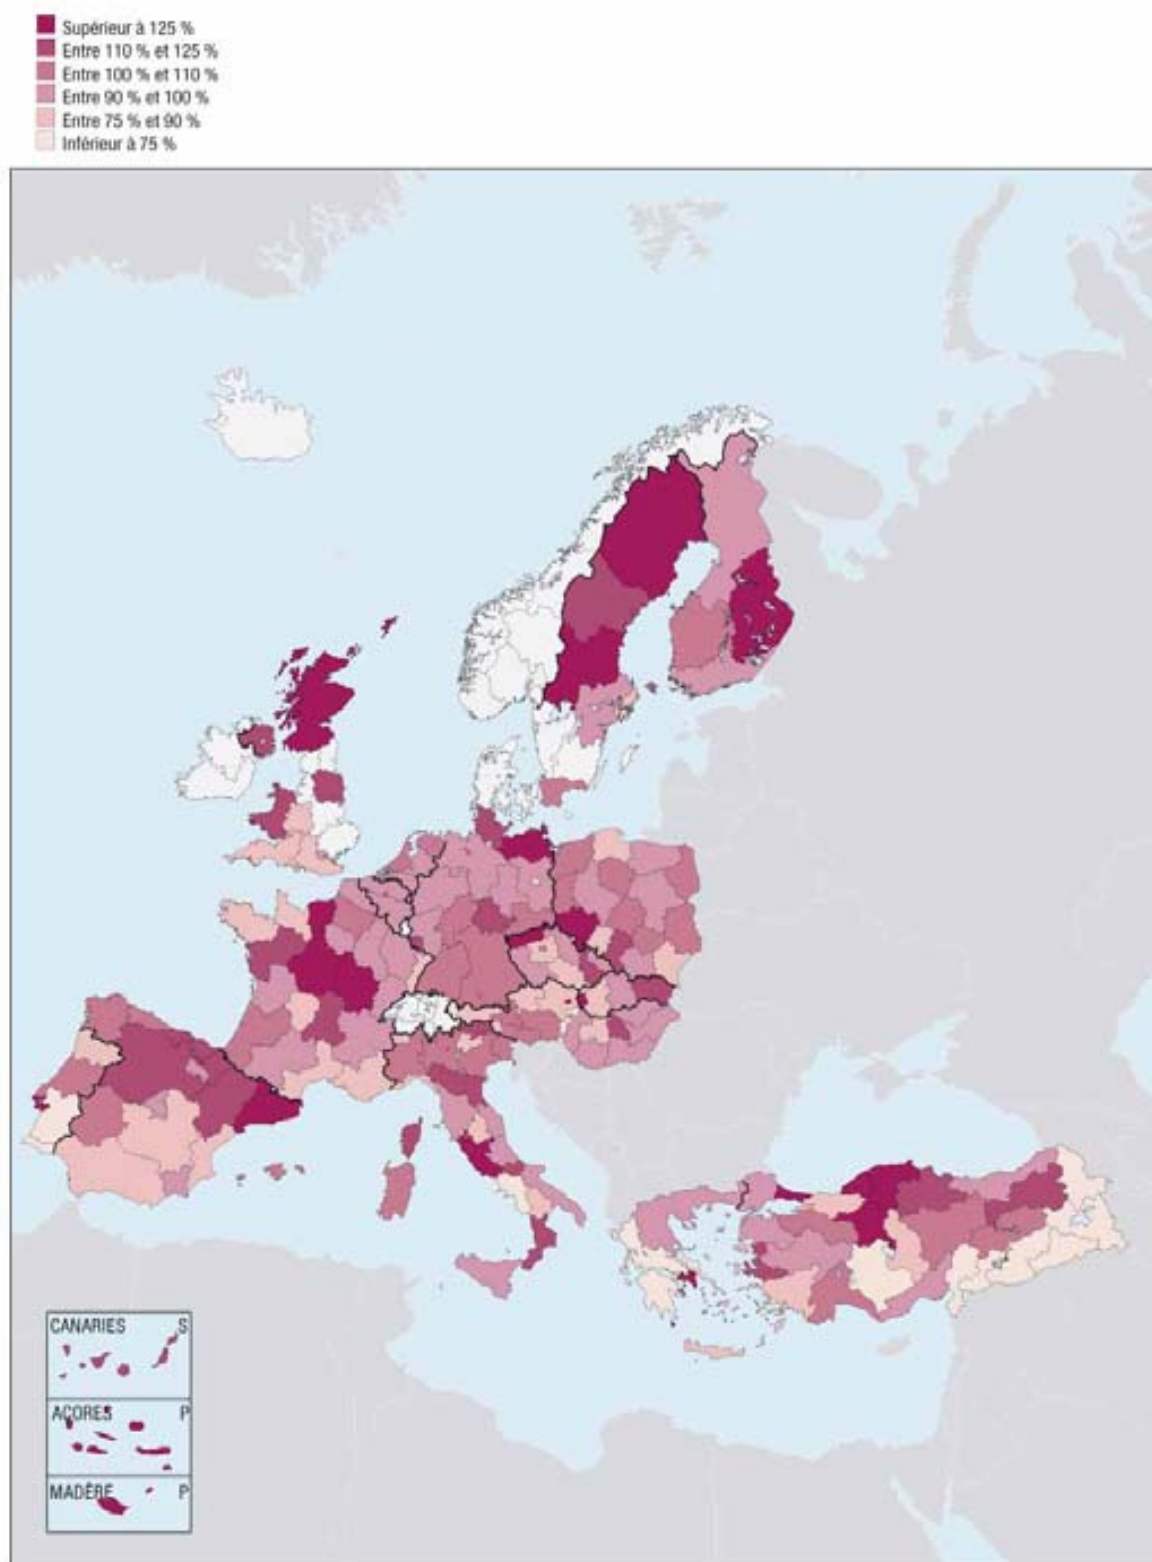 Supérieur à 125 %
Entre 110 % et 125 %
Entre 100 % et 110 %
Entre 90 % et 100 %
Entre 75 % et 90 %
Inférieur à 75 %
CANARIES S
AÇORES P
MADÈRE P